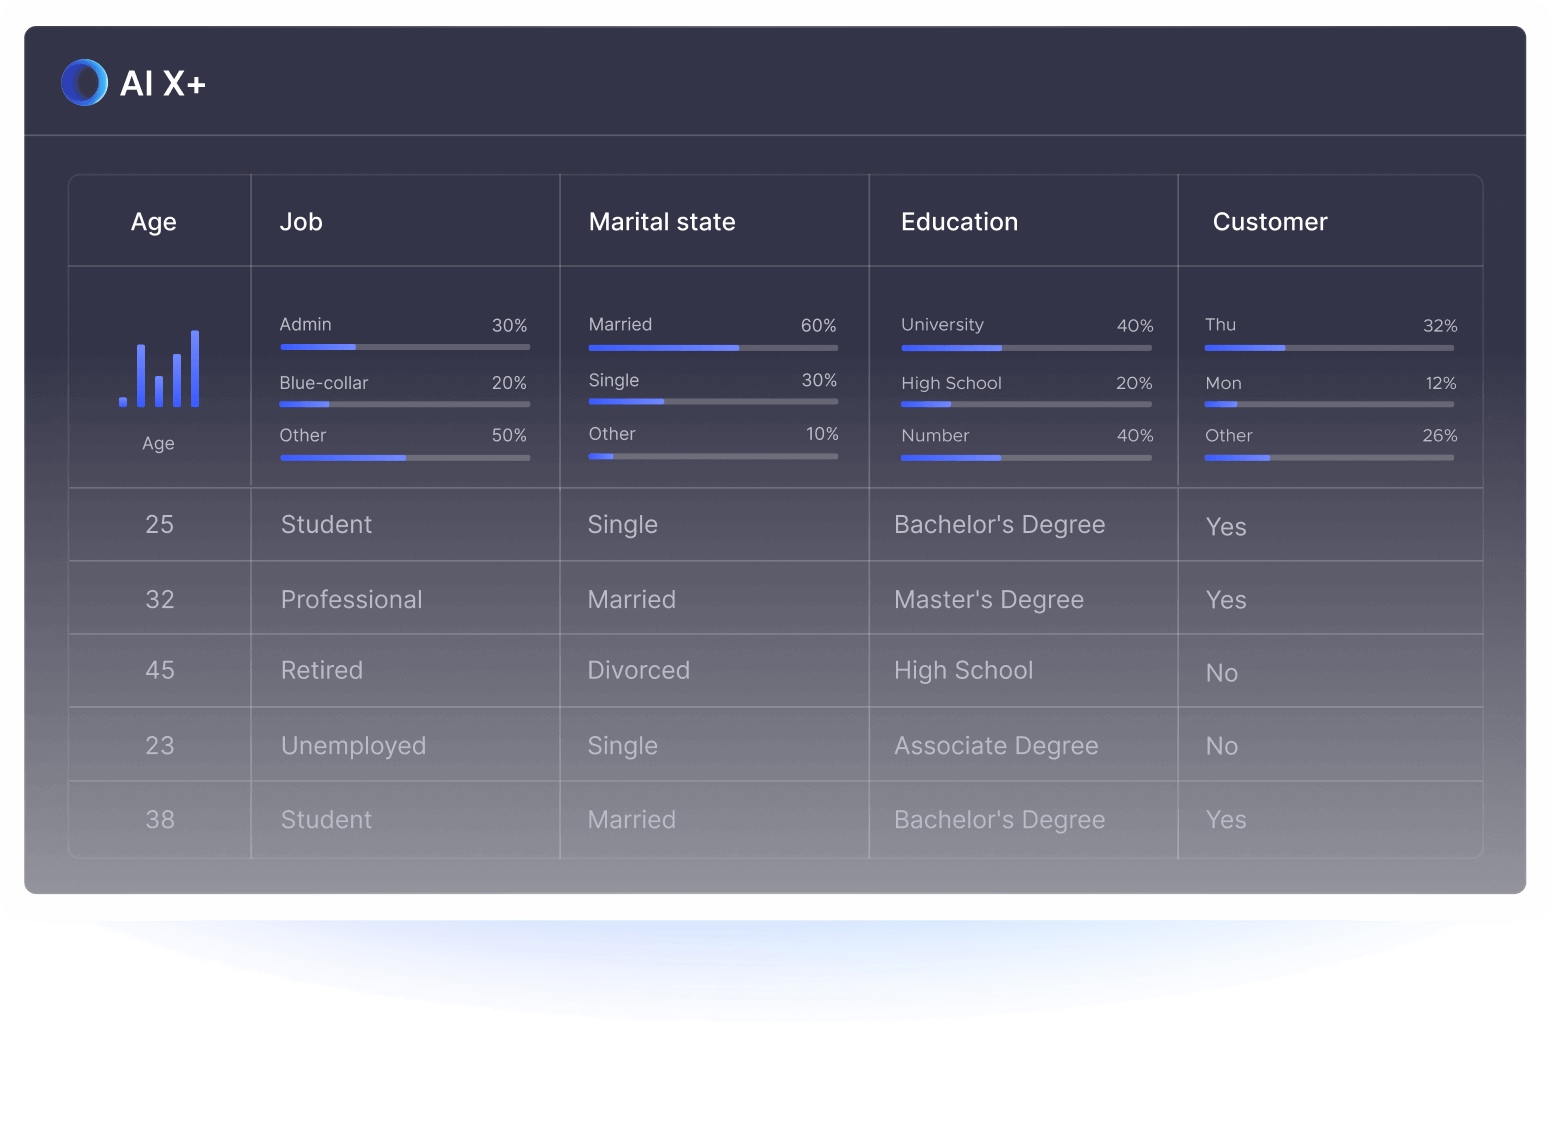 AI X+
Age Job Marital state Education Customer
Admin 30% Married 60% University 40% Thu 32%
Blue-collar 20% Single 30% High School 20% Mon 12%
Other 50% Other 10% Number 40% Other 26%
Age
25 Student Single Bachelor's Degree Yes
32 Professional Married Master's Degree Yes
45 Retired Divorced High School No
23 Unemployed Single Associate Degree No
38 Student Married Bachelor's Degree Yes